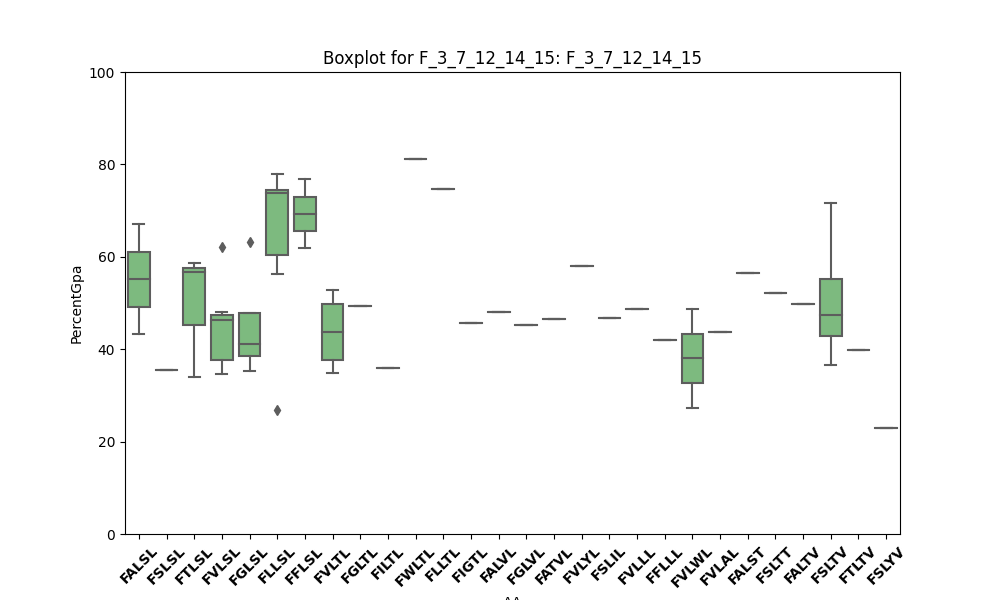 Boxplot for F_3_7_12_14_15: F_3_7_12_14_15
100
80
60
40
20
0
PercentGpa
FALSL
FSLSL
FTLSL
FVLSL
FGLSL
FLLSL
FFLSL
FVLTL
FGLTL
FILTL
FWLTL
FLLTL
FIGTL
FALVL
FGLVL
FATVL
FVLYL
FSLIL
FVLLL
FFLLL
FVLWL
FVLAL
FALST
FSLTT
FALTV
FSLTV
FTLTV
FSLYV